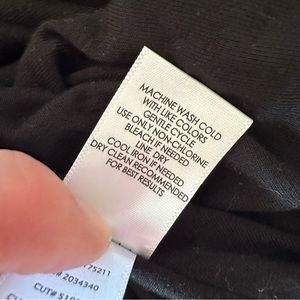 MACHINE WASH COLD
WITH LIKE COLORS
GENTLE CYCLE
USE ONLY NON-CHLORINE
BLEACH IF NEEDED
LINE DRY
COOL IRON IF NEEDED
DRY CLEAN RECOMMENDED
FOR BEST RESULTS
75211
# 2034340
CUT#